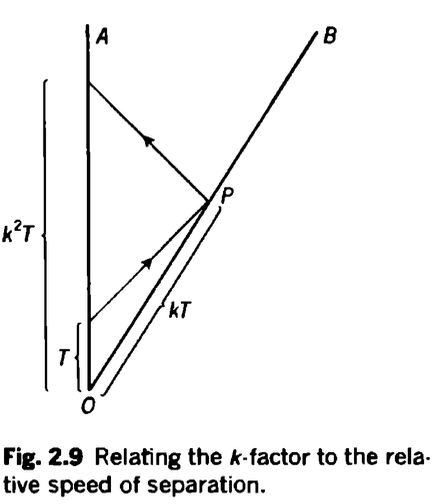 A
B
P
k²T
kT
T
O
Fig. 2.9 Relating the k-factor to the rela-
tive speed of separation.